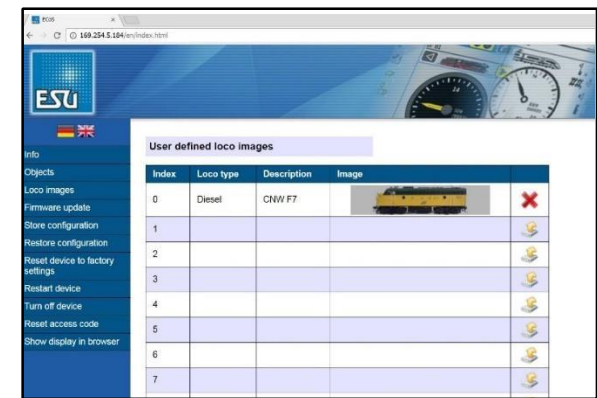 ECoS
169.254.5.184/en/index.html
ESU
Info
Objects
Loco images
Firmware update
Store configuration
Restore configuration
Reset device to factory
settings
Restart device
Turn off device
Reset access code
Show display in browser
User defined loco images
Index Loco type Description Image
0 Diesel CNW F7
1
2
3
4
5
6
7